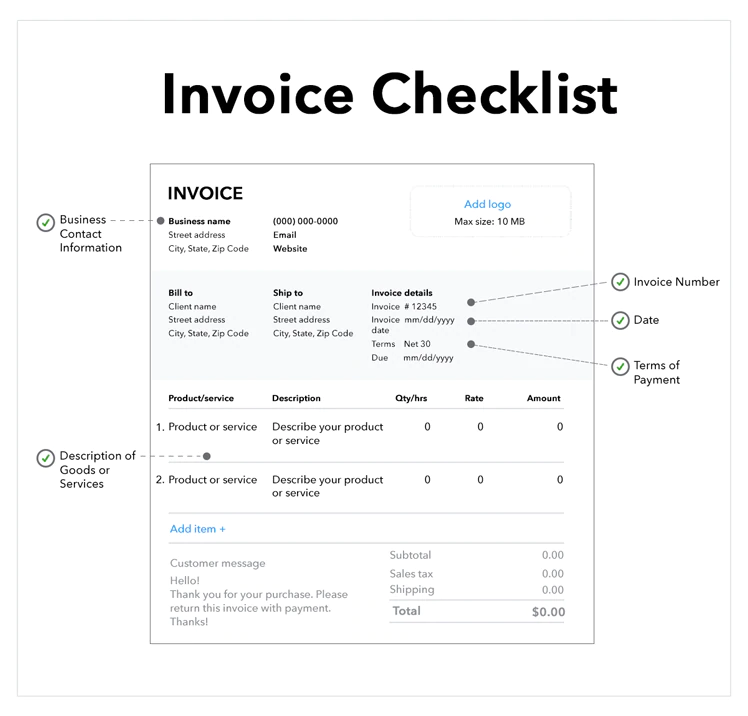 Invoice Checklist
INVOICE
Add logo
Max size: 10 MB
Business
Contact
Information
Business name
Street address
City, State, Zip Code
(000) 000-0000
Email
Website
Bill to
Client name
Street address
City, State, Zip Code
Ship to
Client name
Street address
City, State, Zip Code
Invoice details
Invoice # 12345
Invoice mm/dd/yyyy
date
Terms Net 30
Due mm/dd/yyyy
Invoice Number
Date
Terms of
Payment
Product/service Description Qty/hrs Rate Amount
1. Product or service Describe your product 0 0 0
or service
Description of
Goods or
Services
2. Product or service Describe your product 0 0 0
or service
Add item +
Customer message
Hello!
Thank you for your purchase. Please
return this invoice with payment.
Thanks!
Subtotal 0.00
Sales tax 0.00
Shipping 0.00
Total $0.00